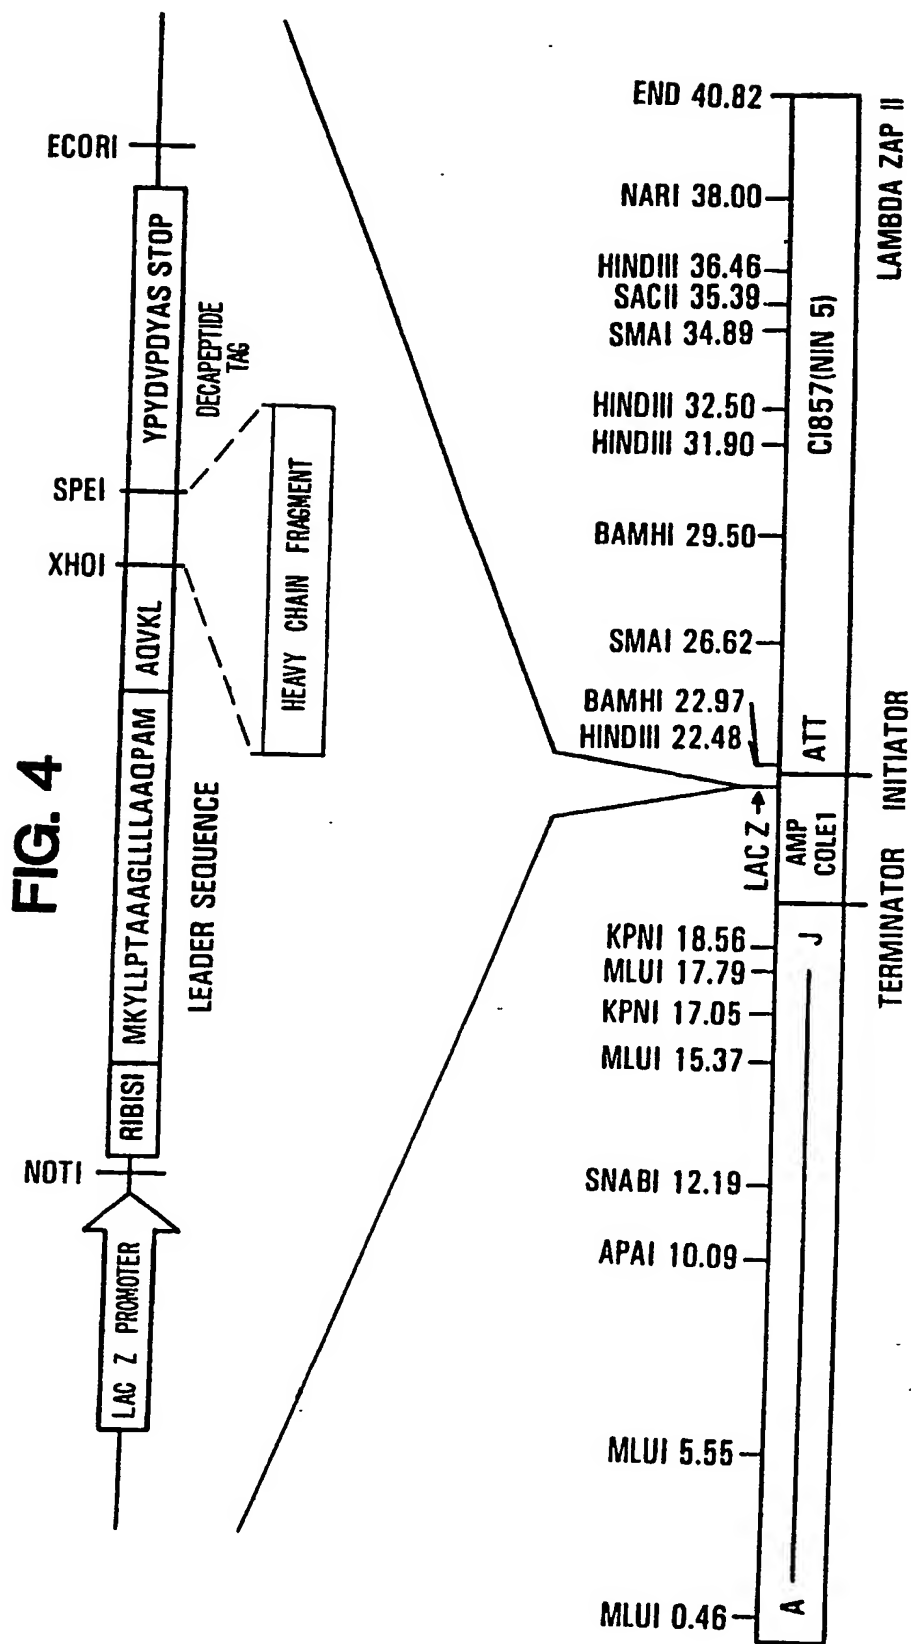 FIG. 4
LAC Z PROMOTER
NOTI
RIBISI
MKYLLPTAAAGLLLLAAQPAM
AQVKL
XHOI
SPEI
YPYDVPDYAS STOP
ECORI
LEADER SEQUENCE
DECAPEPTIDE
TAG
HEAVY CHAIN FRAGMENT
MLUI 0.46
MLUI 5.55
APAI 10.09
SNABI 12.19
MLUI 15.37
KPNI 17.05
MLUI 17.79
KPNI 18.56
LAC Z
HINDIII 22.48
BAMHI 22.97
SMAI 26.62
BAMHI 29.50
HINDIII 31.90
HINDIII 32.50
SMAI 34.89
SACII 35.39
HINDIII 36.46
NARI 38.00
END 40.82
A
J
AMP
COLE1
ATT
CI857(NIN 5)
TERMINATOR
INITIATOR
LAMBDA ZAP II